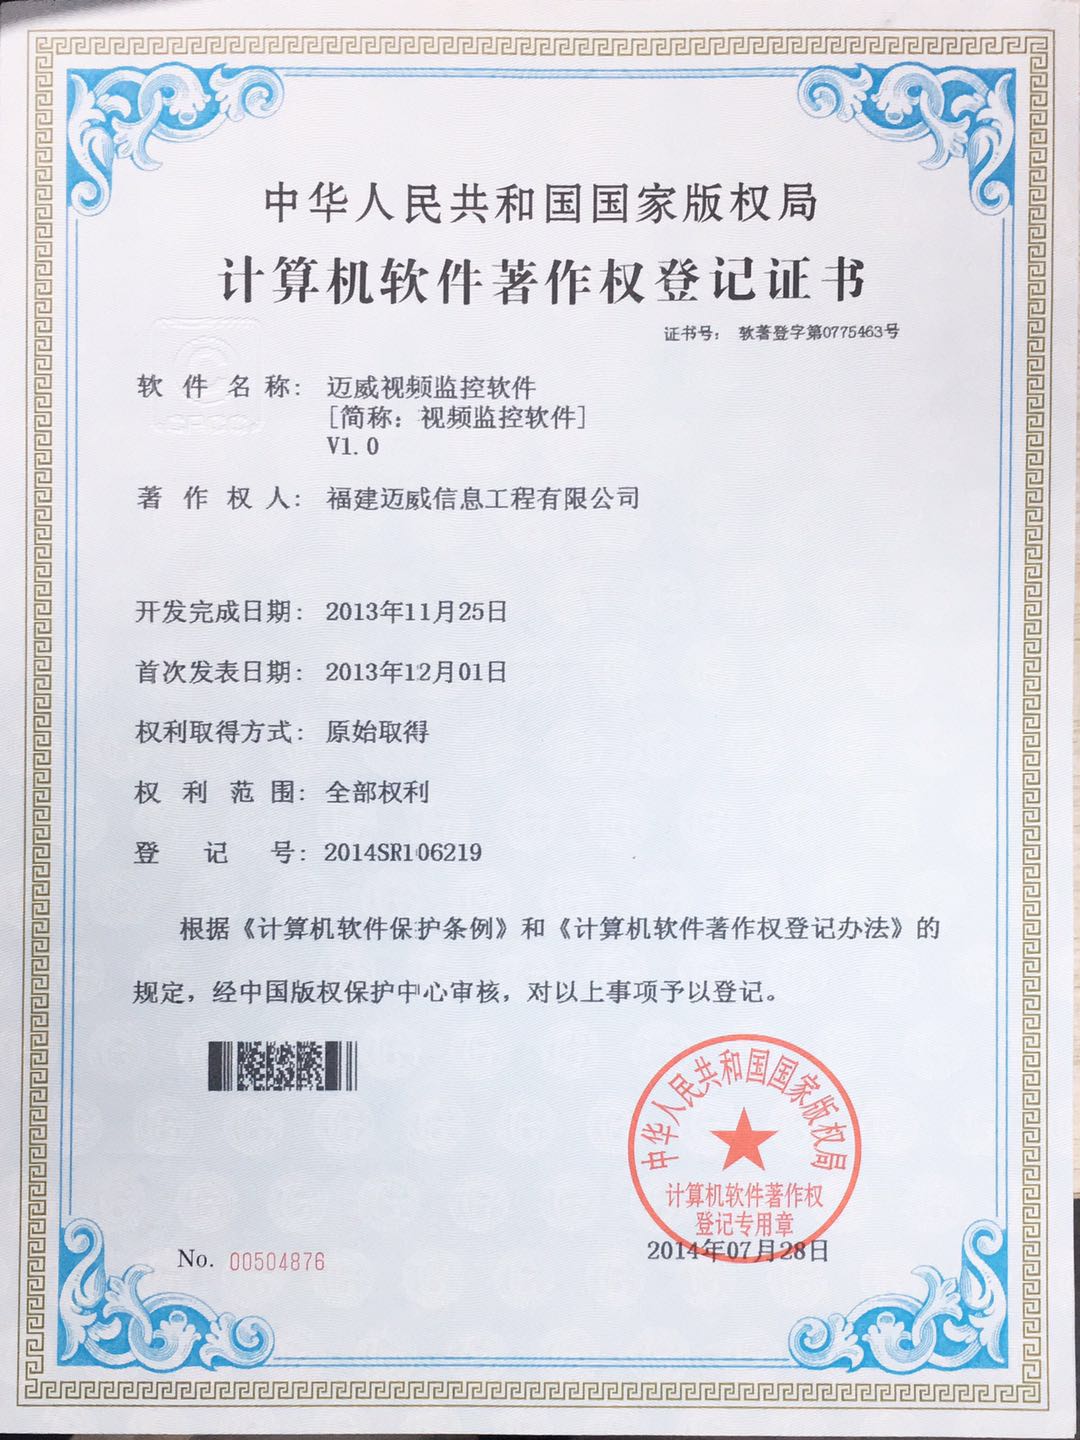 中华人民共和国国家版权局
计算机软件著作权登记证书
证书号： 软著登字第0775463号
软件名称： 迈威视频监控软件
[简称：视频监控软件]
V1.0
著作权人： 福建迈威信息工程有限公司
开发完成日期： 2013年11月25日
首次发表日期： 2013年12月01日
权利取得方式： 原始取得
权利范围： 全部权利
登记号： 2014SR106219
根据《计算机软件保护条例》和《计算机软件著作权登记办法》的
规定，经中国版权保护中心审核，对以上事项予以登记。
中华人民共和国国家版权局
计算机软件著作权
登记专用章
2014年07月28日
No. 00504876